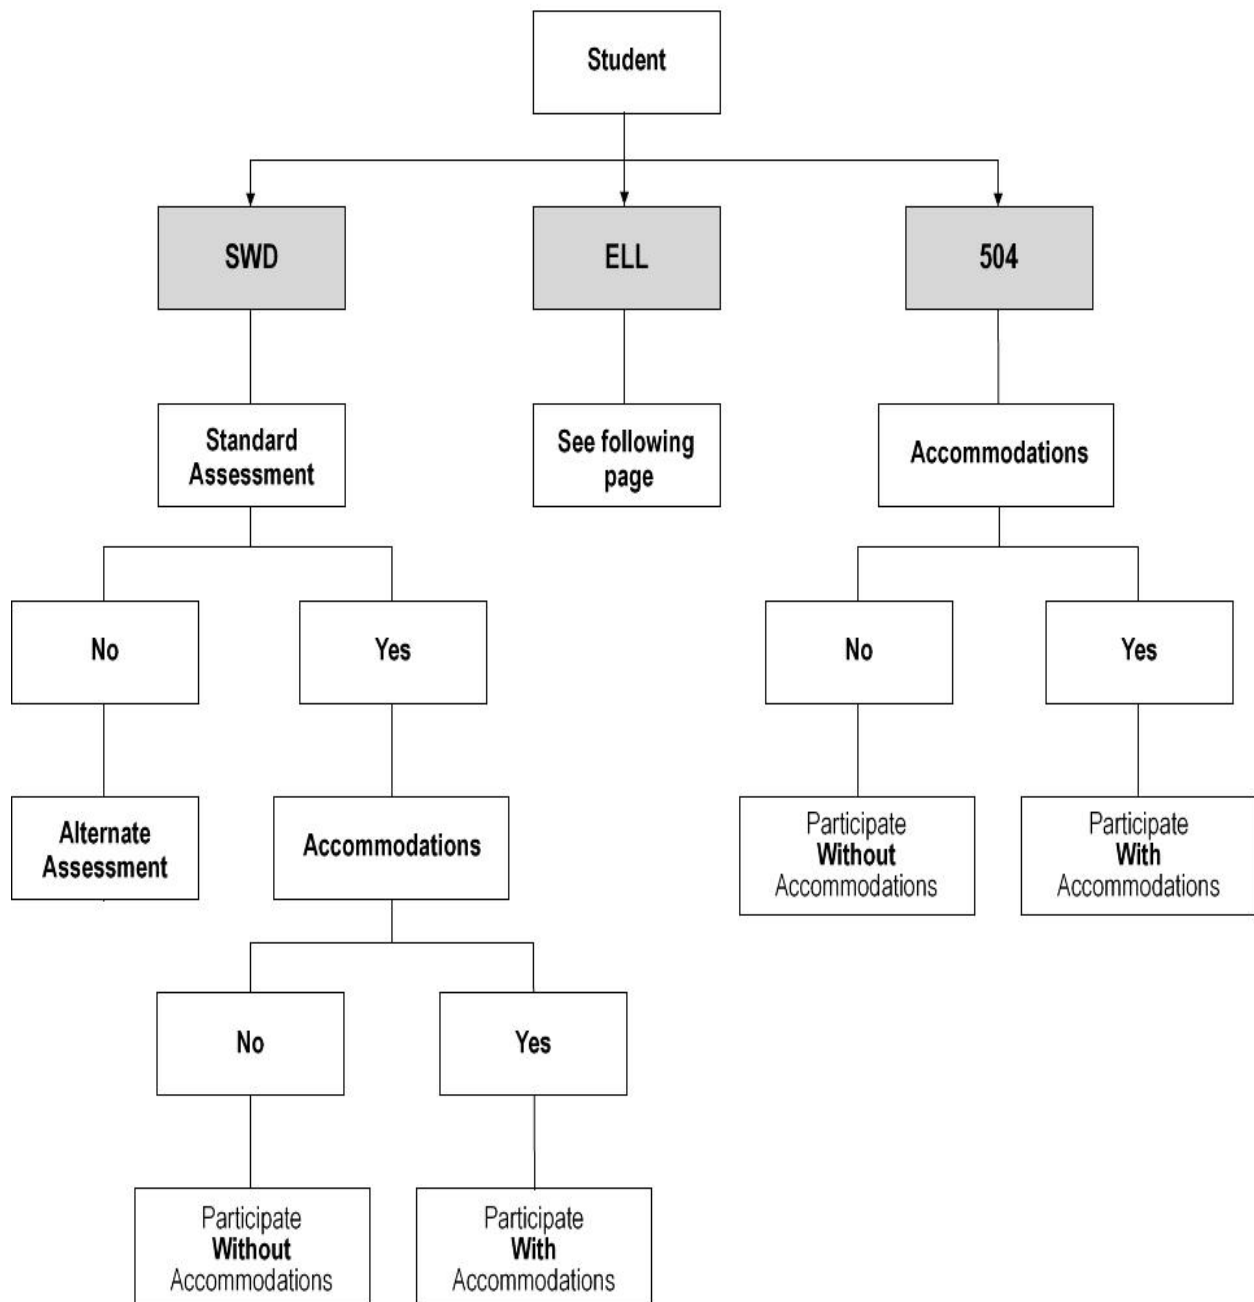 Student
SWD
ELL
504
Standard
Assessment
See following
page
Accommodations
No
Yes
No
Yes
Alternate
Assessment
Accommodations
Participate
Without
Accommodations
Participate
With
Accommodations
No
Yes
Participate
Without
Accommodations
Participate
With
Accommodations